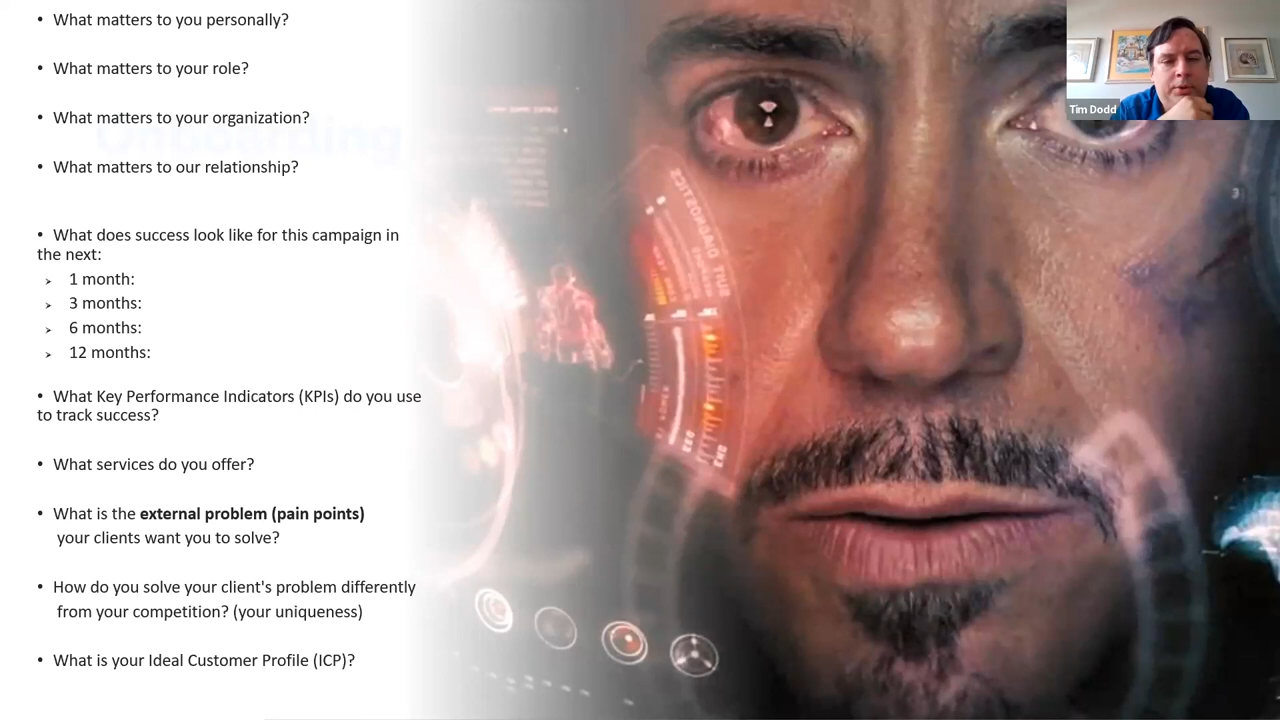 • What matters to you personally?
• What matters to your role?
• What matters to your organization?
Onboarding
• What matters to our relationship?
• What does success look like for this campaign in
the next:
➢ 1 month:
➢ 3 months:
➢ 6 months:
➢ 12 months:
• What Key Performance Indicators (KPIs) do you use
to track success?
• What services do you offer?
• What is the external problem (pain points)
your clients want you to solve?
• How do you solve your client's problem differently
from your competition? (your uniqueness)
• What is your Ideal Customer Profile (ICP)?
Tim Dodd
SUIT DIAGNOSTICS